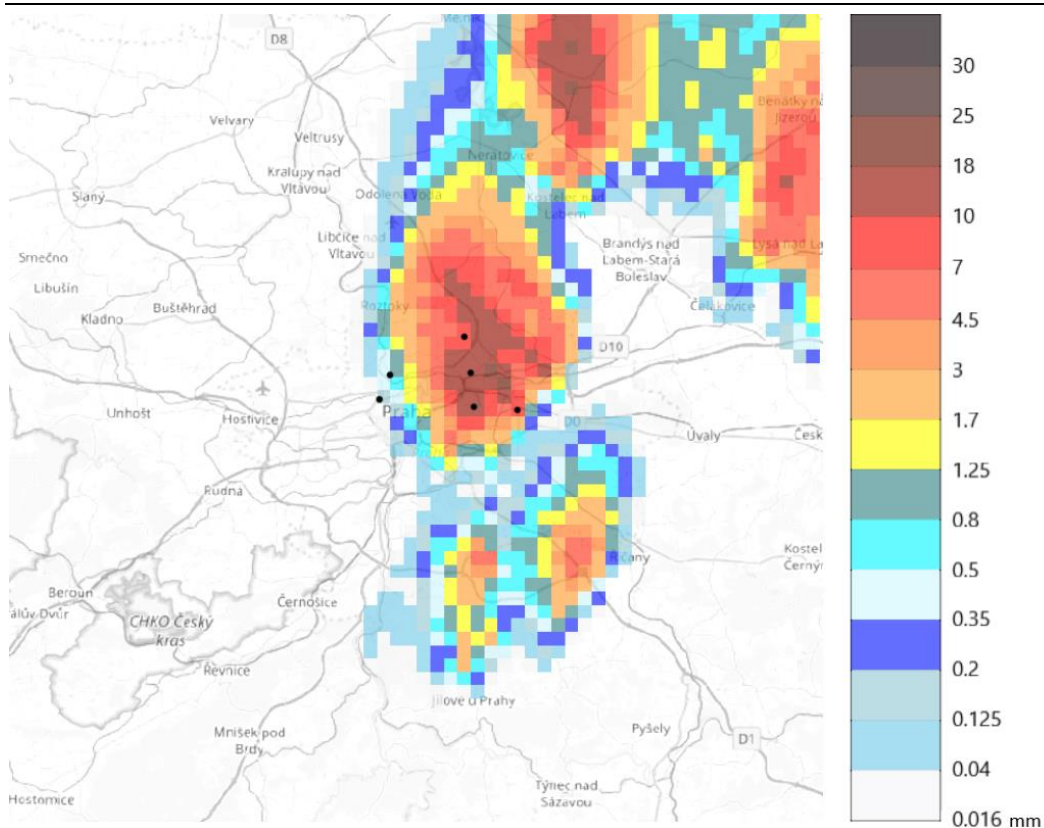 Mělník
D8
Benátky na
Jizerou
Velvary
Veltrusy
Neratovice
Kralupy nad
Vltavou
Slaný
Odolena Voda
Kostelec nad
Labem
Libčice nad
Vltavou
Brandýs nad
Labem-Stará
Boleslav
Lysá nad La
Smečno
Libušín
Buštěhrad
Roztoky
Čelákovice
Kladno
D10
Unhošť
Hostivice
Praha
D0
Úvaly
Česk
Rudna
Říčany
Kostel
Černým
Beroun
Černošice
álův Dvůr
CHKO Český
kras
Řevnice
Jílové u Prahy
Mníšek pod
Brdy
Pyšely
D1
Týnec nad
Sázavou
Hostomice
30
25
18
10
7
4.5
3
1.7
1.25
0.8
0.5
0.35
0.2
0.125
0.04
0.016 mm